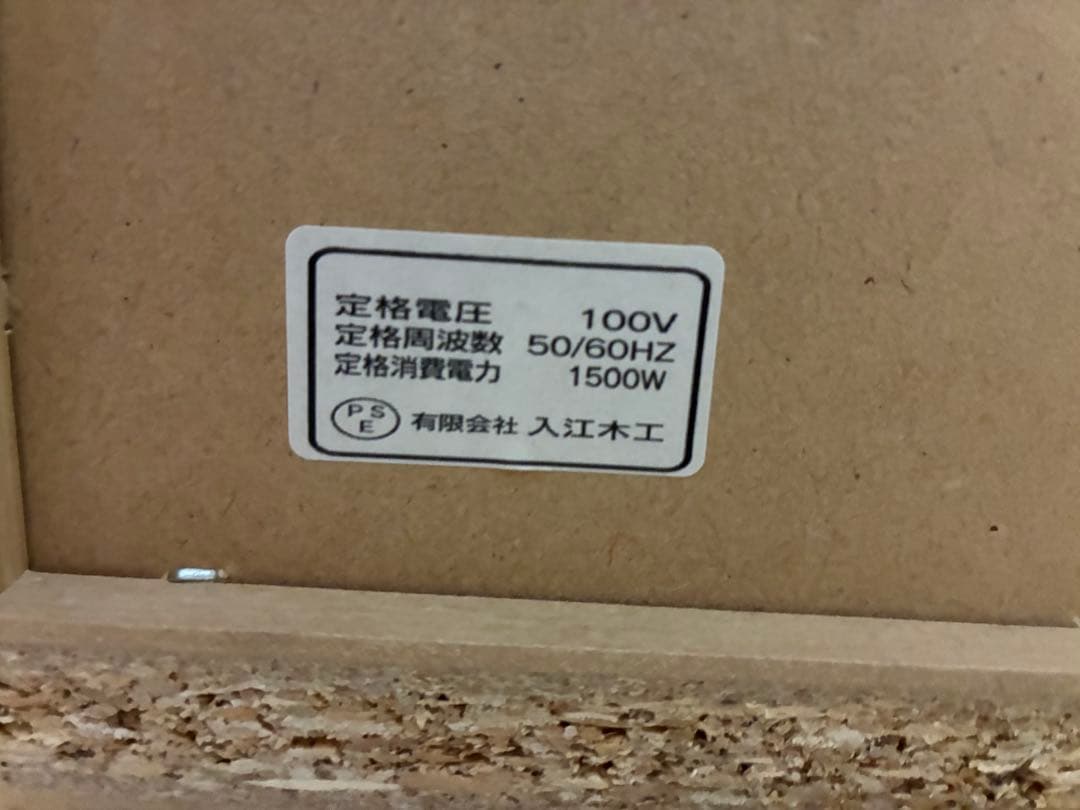 定格電圧 100V
定格周波数 50/60HZ
定格消費電力 1500W
PSE 有限会社 入江木工